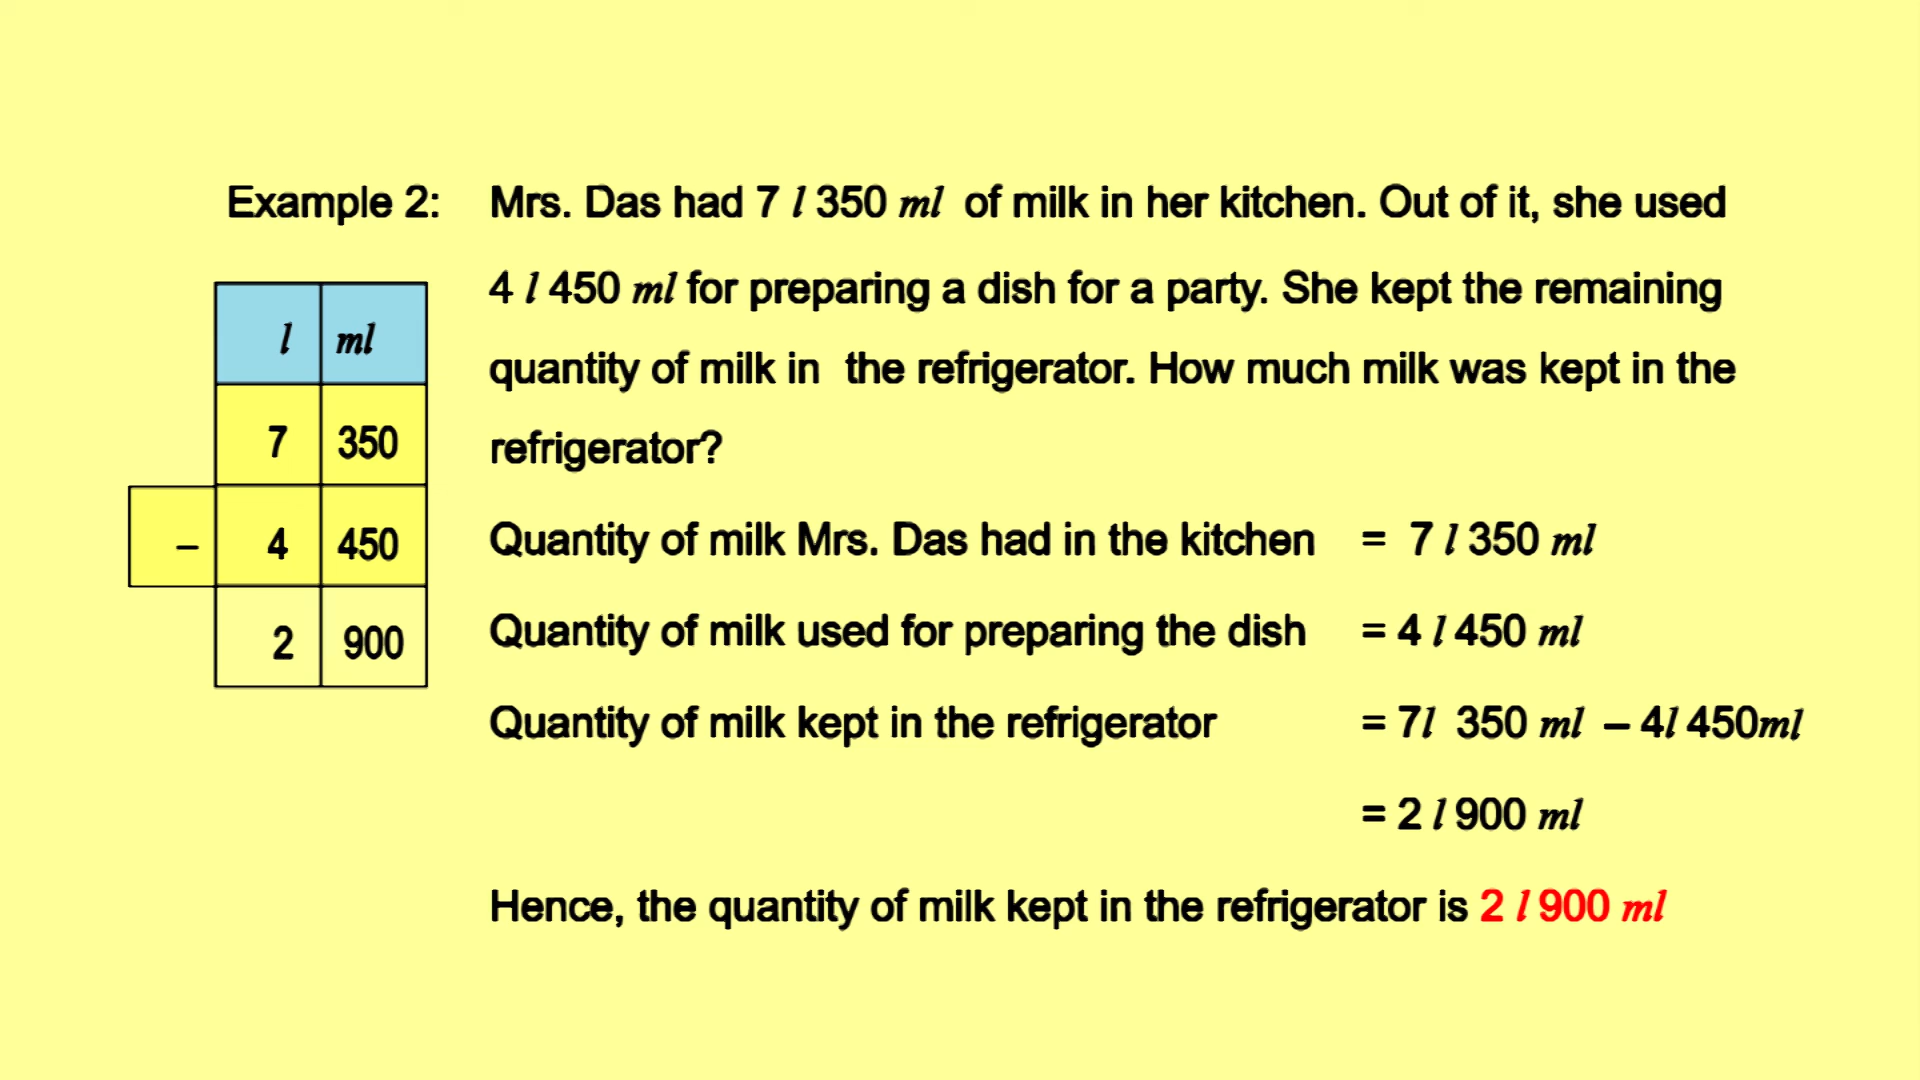 Example 2: Mrs. Das had 7 l 350 ml of milk in her kitchen. Out of it, she used
4 l 450 ml for preparing a dish for a party. She kept the remaining
quantity of milk in the refrigerator. How much milk was kept in the
refrigerator?
l ml
7 350
– 4 450
2 900
Quantity of milk Mrs. Das had in the kitchen = 7 l 350 ml
Quantity of milk used for preparing the dish = 4 l 450 ml
Quantity of milk kept in the refrigerator = 7l 350 ml – 4l 450ml
= 2 l 900 ml
Hence, the quantity of milk kept in the refrigerator is 2 l 900 ml